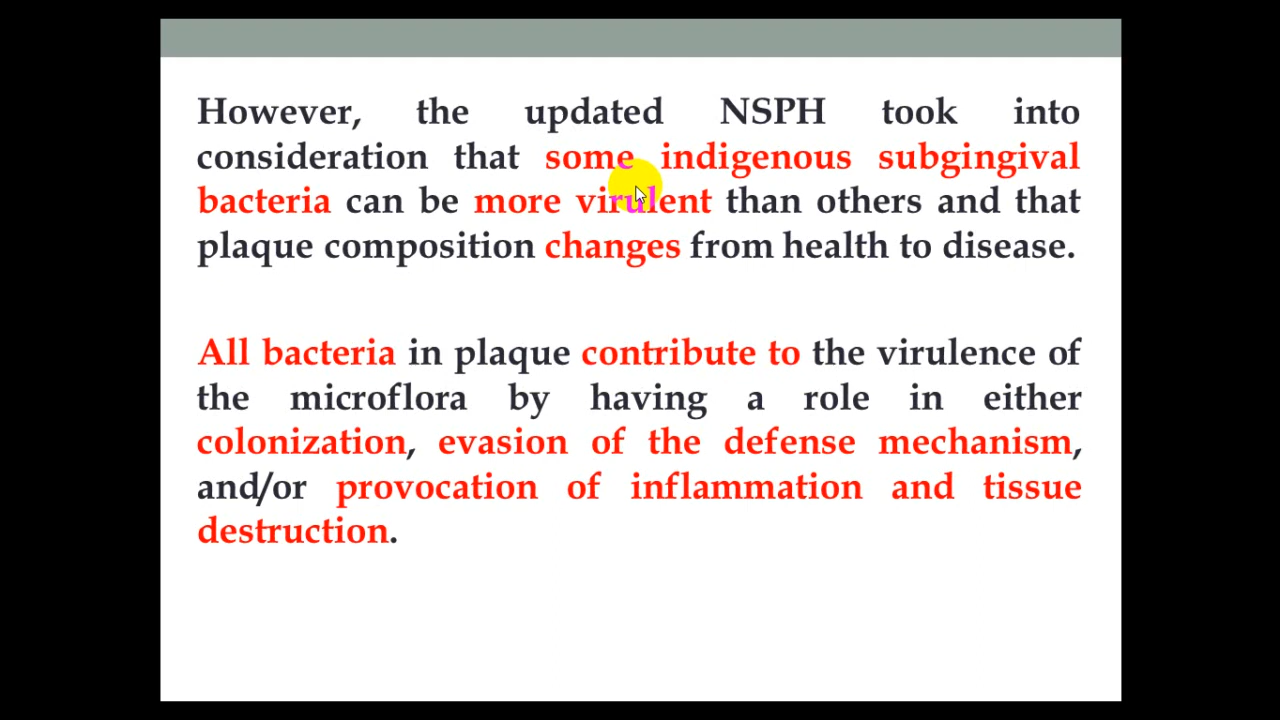 However, the updated NSPH took into
consideration that some indigenous subgingival
bacteria can be more virulent than others and that
plaque composition changes from health to disease.
All bacteria in plaque contribute to the virulence of
the microflora by having a role in either
colonization, evasion of the defense mechanism,
and/or provocation of inflammation and tissue
destruction.